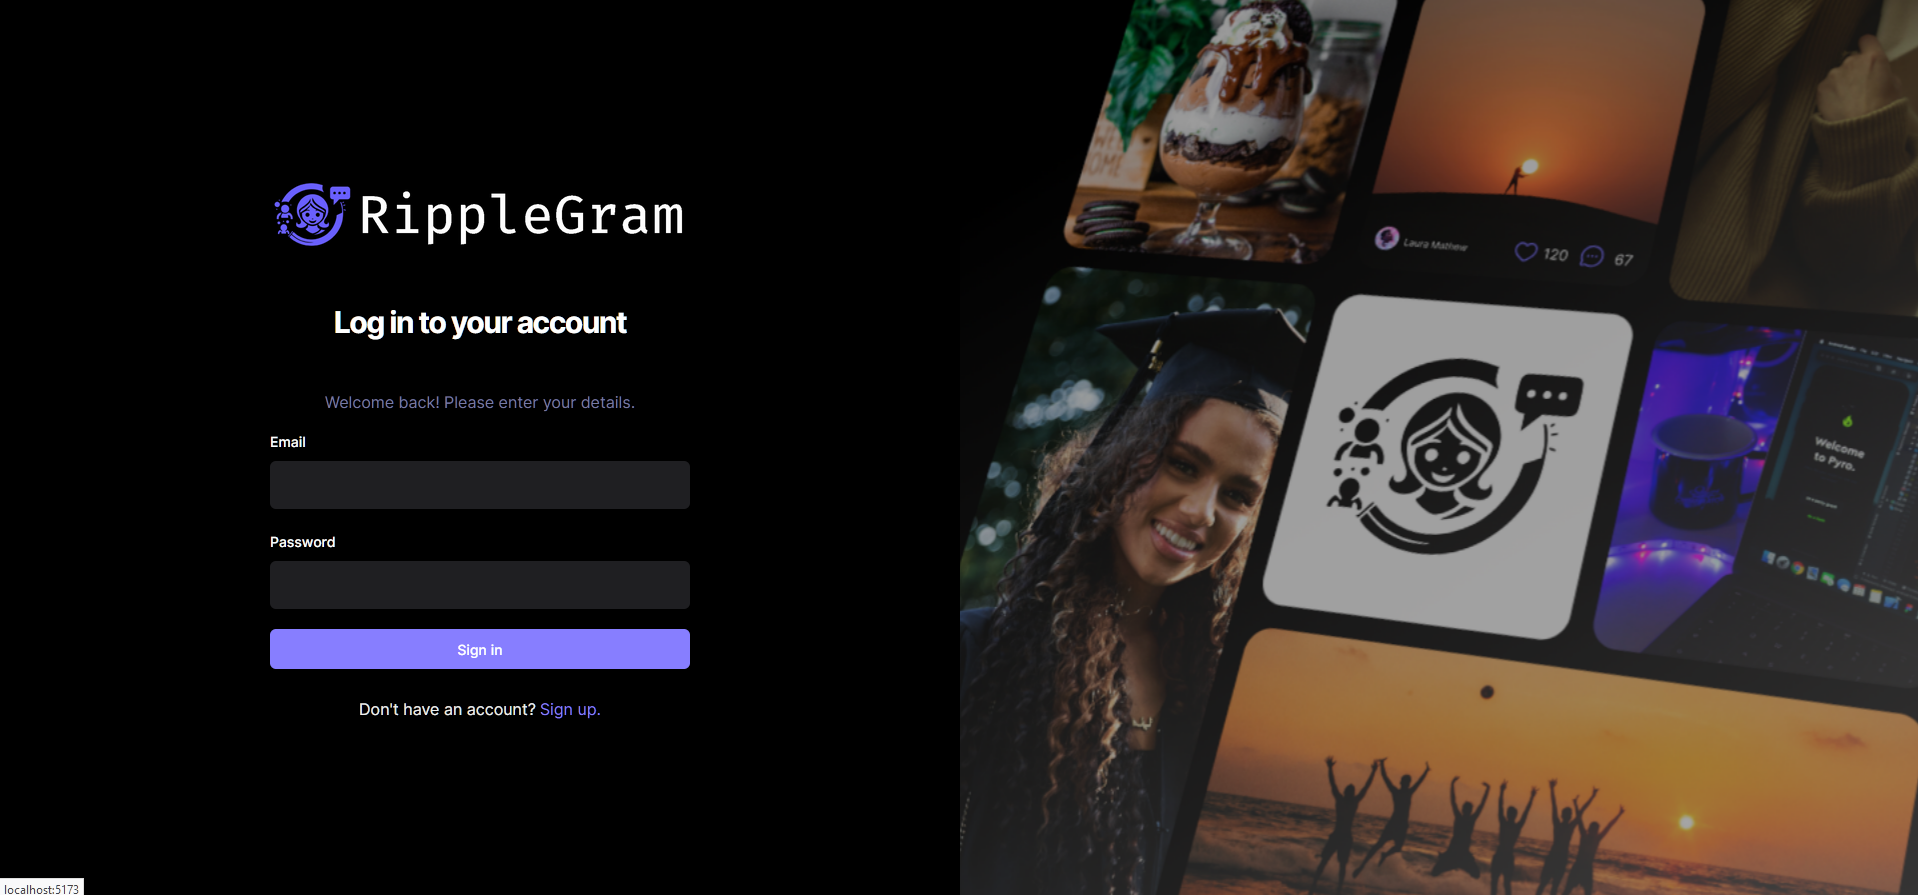 RippleGram
Log in to your account
Welcome back! Please enter your details.
Email
Password
Sign in
Don't have an account? Sign up.
Laura Mathew
120
67
Welcome
to Pyro.
localhost:5173